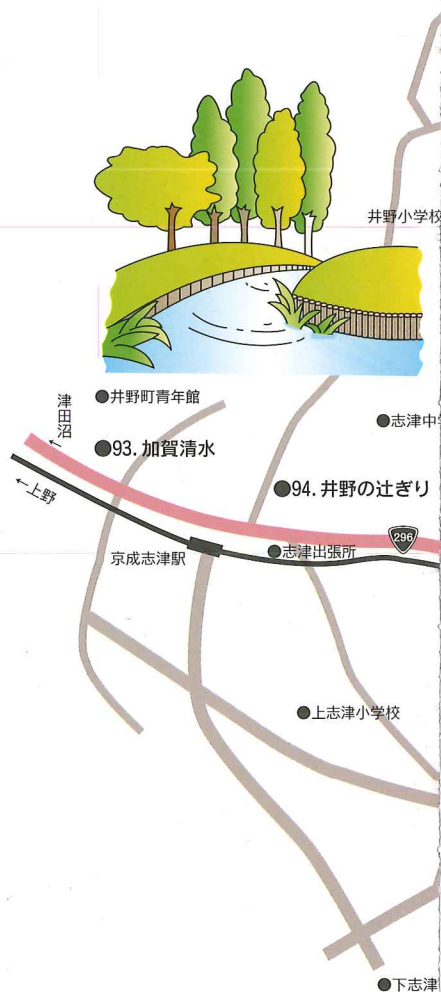 井野小学校
●井野町青年館
津田沼
←
●93. 加賀清水
志津中
←上野
●94. 井野の辻ぎり
296
京成志津駅
●志津出張所
●上志津小学校
●下志津